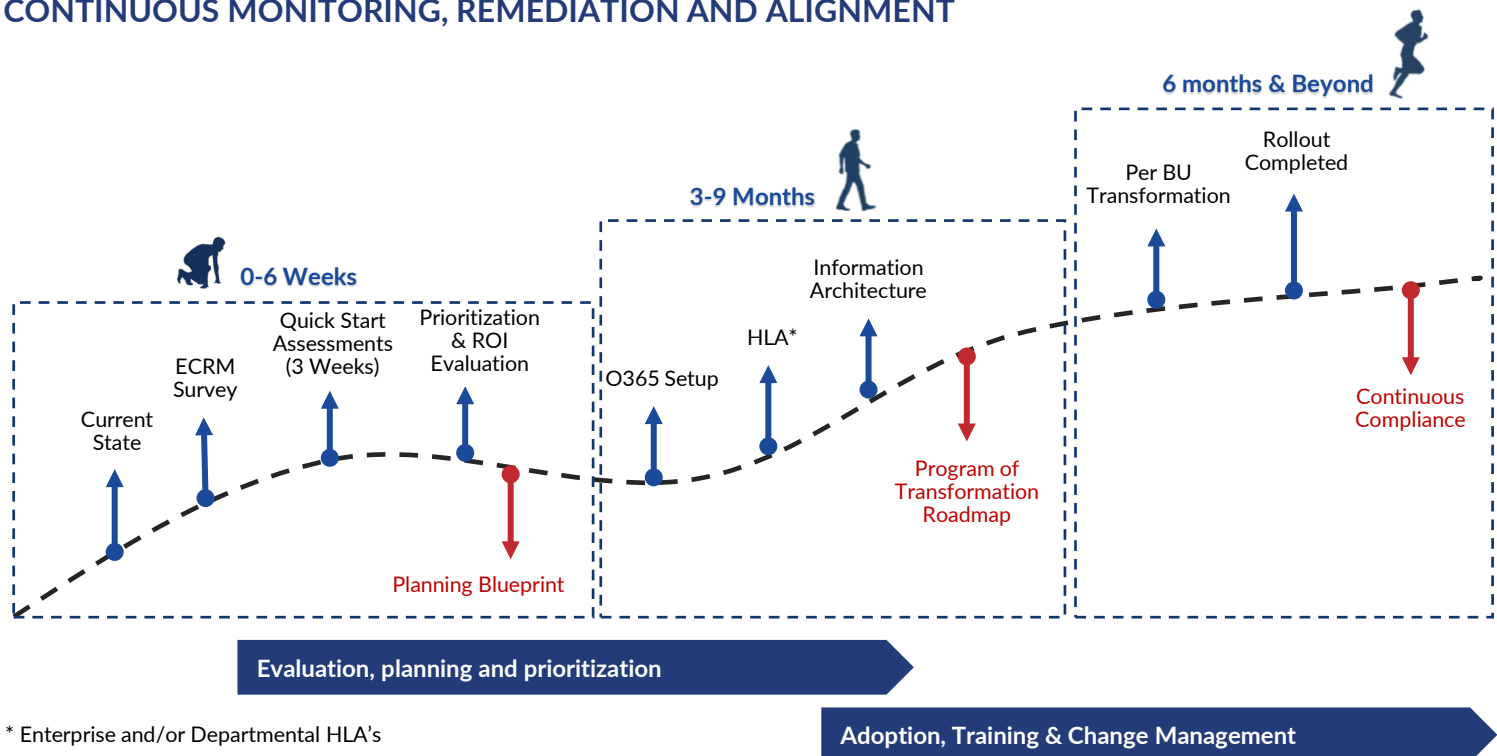 CONTINUOUS MONITORING, REMEDIATION AND ALIGNMENT
0-6 Weeks
Current
State
ECRM
Survey
Quick Start
Assessments
(3 Weeks)
Prioritization
& ROI
Evaluation
Planning Blueprint
3-9 Months
O365 Setup
HLA*
Information
Architecture
Program of
Transformation
Roadmap
6 months & Beyond
Per BU
Transformation
Rollout
Completed
Continuous
Compliance
Evaluation, planning and prioritization
Adoption, Training & Change Management
* Enterprise and/or Departmental HLA's